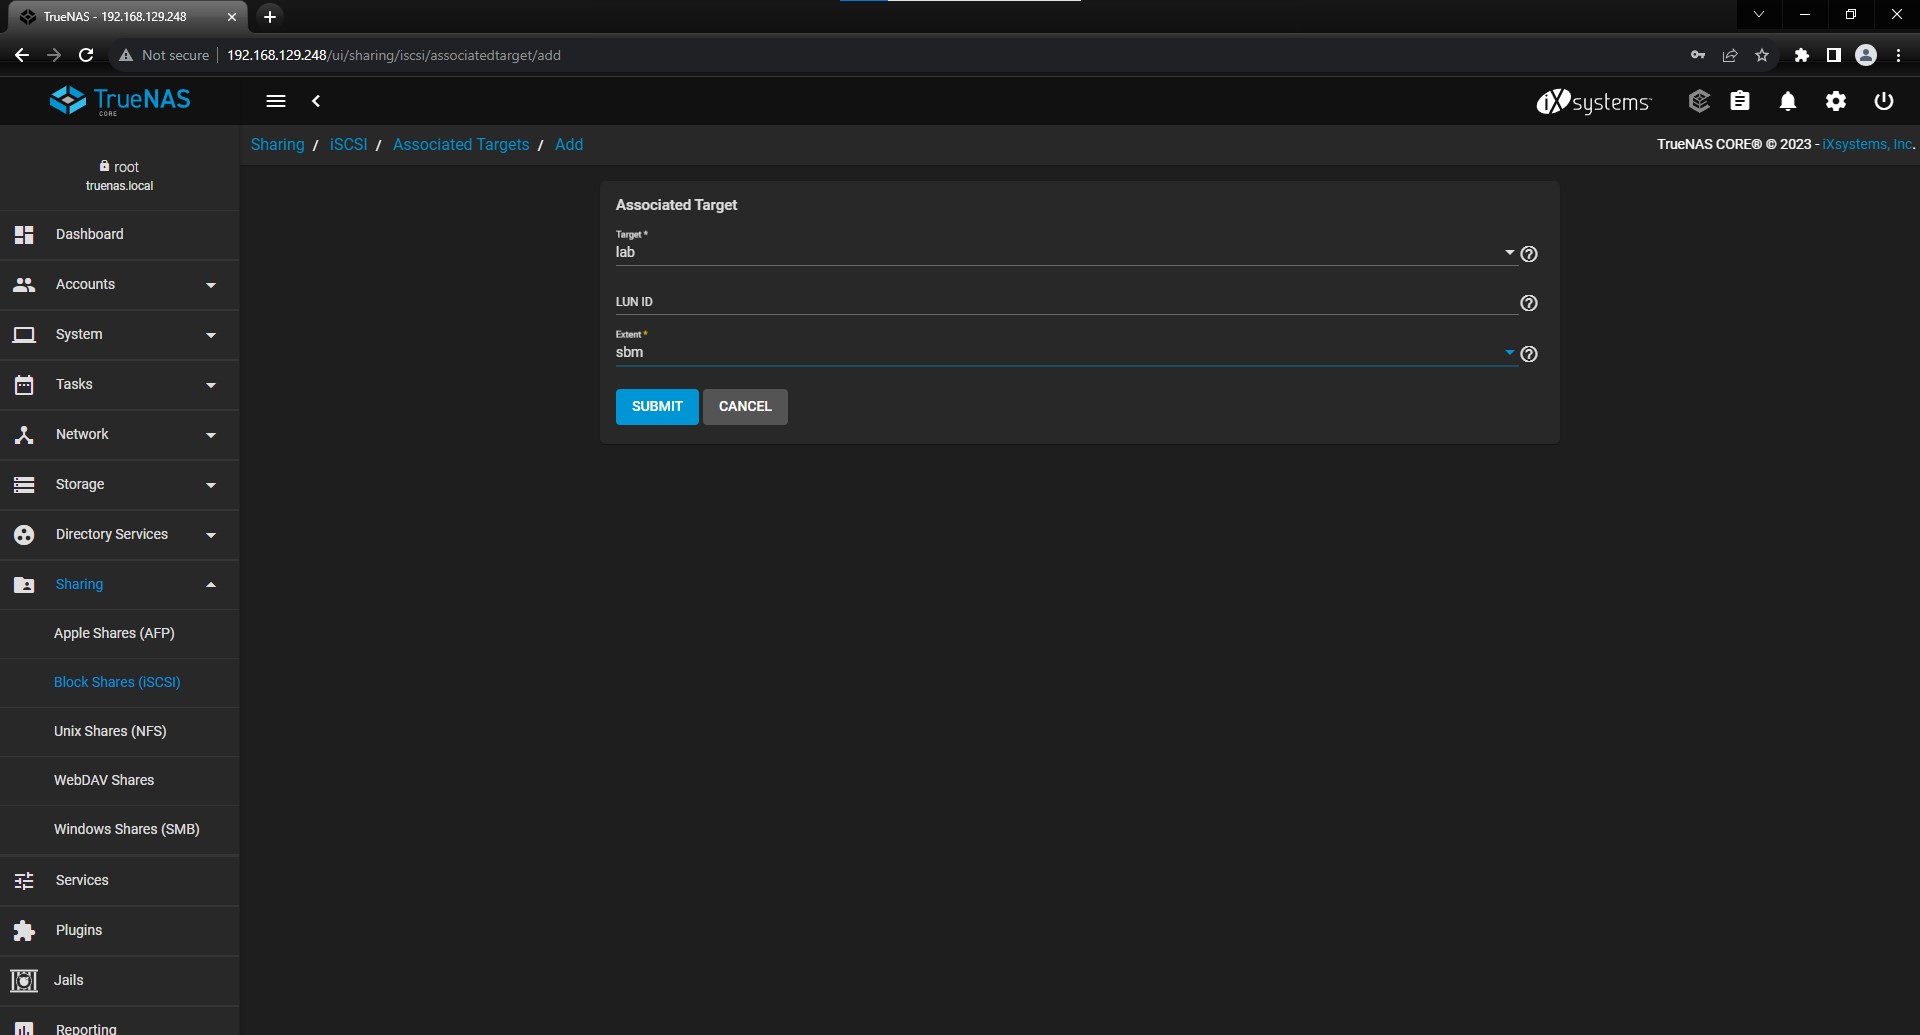 TrueNAS - 192.168.129.248
Not secure
192.168.129.248/ui/sharing/iscsi/associatedtarget/add
TrueNAS
CORE
iXsystems
Sharing / iSCSI / Associated Targets / Add
TrueNAS CORE® © 2023 - iXsystems, Inc.
root
truenas.local
Dashboard
Accounts
System
Tasks
Network
Storage
Directory Services
Sharing
Apple Shares (AFP)
Block Shares (iSCSI)
Unix Shares (NFS)
WebDAV Shares
Windows Shares (SMB)
Services
Plugins
Jails
Reporting
Associated Target
Target *
lab
LUN ID
Extent *
sbm
SUBMIT
CANCEL